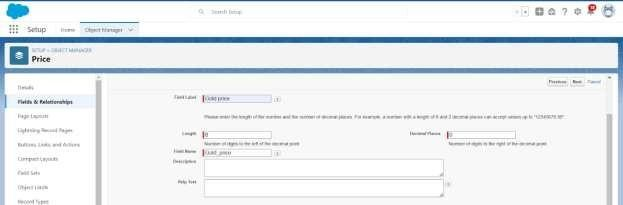 Search Setup
Setup
Home
Object Manager
SETUP > OBJECT MANAGER
Price
Previous Next Cancel
Details
Fields & Relationships
Page Layouts
Lightning Record Pages
Buttons, Links, and Actions
Compact Layouts
Field Sets
Object Limits
Record Types
Field Label
Gold price
Please enter the length of the number and the number of decimal places. For example, a number with a length of 8 and 2 decimal places can accept values up to "12345678.90".
Length
Decimal Places
Number of digits to the left of the decimal point
Number of digits to the right of the decimal point
Field Name
Gold_price
Description
Help Text